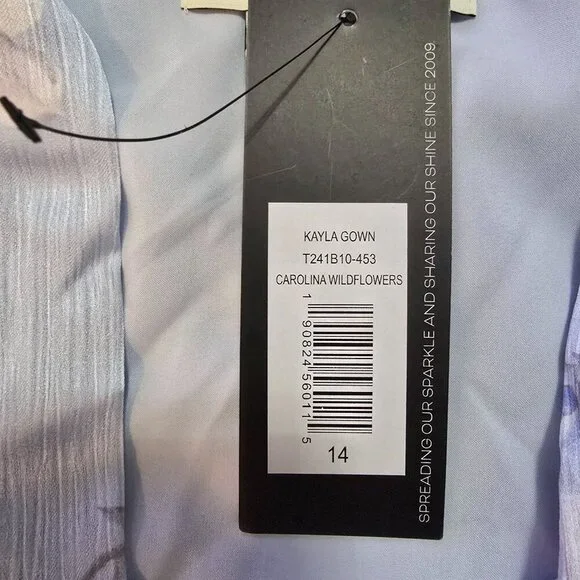 KAYLA GOWN
T241B10-453
CAROLINA WILDFLOWERS
1 90824 56011 5
14
SPREADING OUR SPARKLE AND SHARING OUR SHINE SINCE 2009